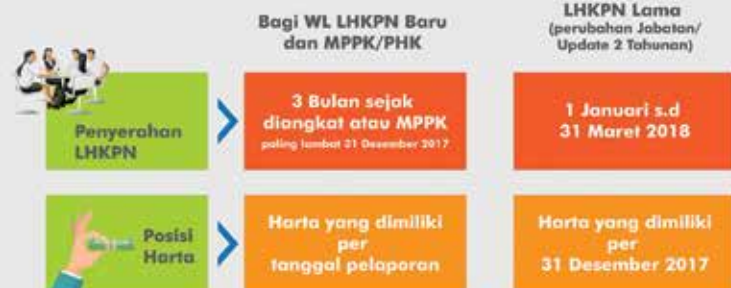 Bagi WL LHKPN Baru
dan MPPK/PHK
LHKPN Lama
(perubahan Jabatan/
Update 2 Tahunan)
Penyerahan
LHKPN
3 Bulan sejak
diangkat atau MPPK
paling lambat 31 Desember 2017
1 Januari s.d
31 Maret 2018
Posisi
Harta
Harta yang dimiliki
per
tanggal pelaporan
Harta yang dimiliki
per
31 Desember 2017